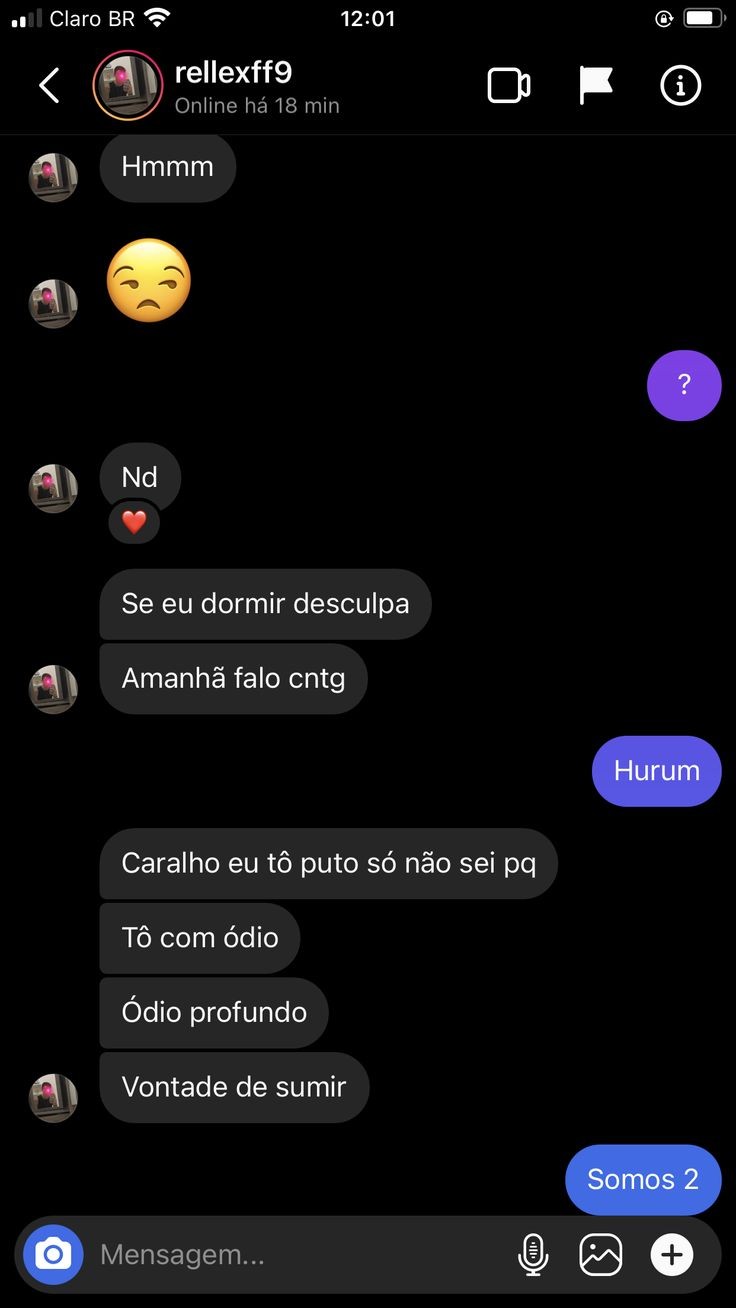 Claro BR
12:01
rellexff9
Online há 18 min
Hmmm
?
Nd
Se eu dormir desculpa
Amanhã falo cntg
Hurum
Caralho eu tô puto só não sei pq
Tô com ódio
Ódio profundo
Vontade de sumir
Somos 2
Mensagem...